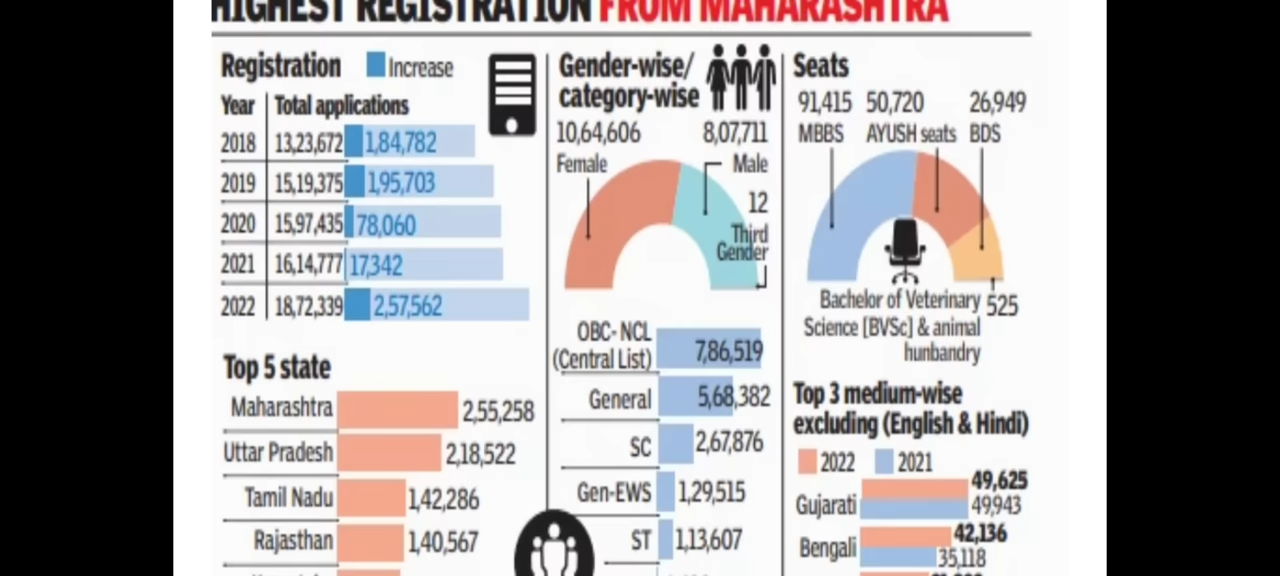 HIGHEST REGISTRATION FROM MAHARASHTRA
Registration
Increase
Year Total applications
2018 13,23,672 1,84,782
2019 15,19,375 1,95,703
2020 15,97,435 78,060
2021 16,14,777 17,342
2022 18,72,339 2,57,562
Top 5 state
Maharashtra 2,55,258
Uttar Pradesh 2,18,522
Tamil Nadu 1,42,286
Rajasthan 1,40,567
Gender-wise/
category-wise
10,64,606 8,07,711
Female Male
12
Third
Gender
OBC- NCL
(Central List) 7,86,519
General 5,68,382
SC 2,67,876
Gen-EWS 1,29,515
ST 1,13,607
Seats
91,415 50,720 26,949
MBBS AYUSH seats BDS
Bachelor of Veterinary 525
Science [BVSc] & animal
hunbandry
Top 3 medium-wise
excluding (English & Hindi)
2022 2021
49,625
Gujarati 49,943
42,136
Bengali 35,118